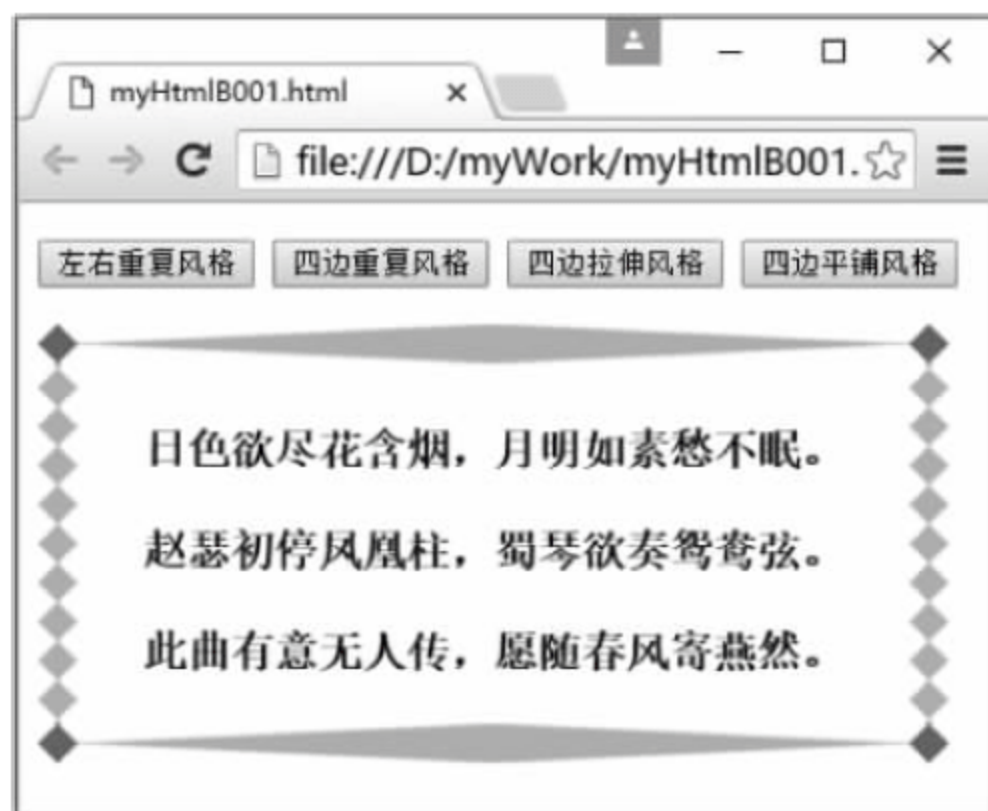 myHtmlB001.html
file:///D:/myWork/myHtmlB001.
左右重复风格 四边重复风格 四边拉伸风格 四边平铺风格
日色欲尽花含烟，月明如素愁不眠。
赵瑟初停凤凰柱，蜀琴欲奏鸳鸯弦。
此曲有意无人传，愿随春风寄燕然。